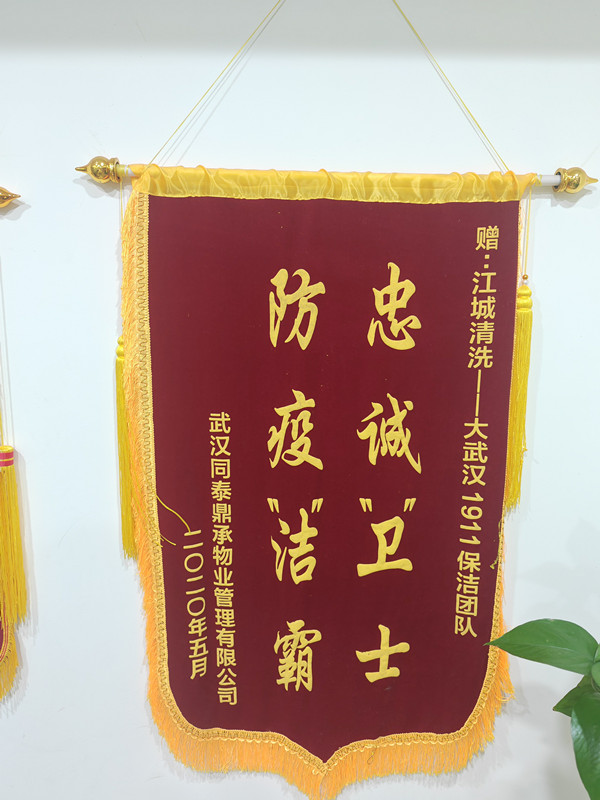 赠:江城清洗——大武汉1911保洁团队
忠诚"卫"士
防疫"洁"霸
武汉同泰鼎承物业管理有限公司
二〇二〇年五月